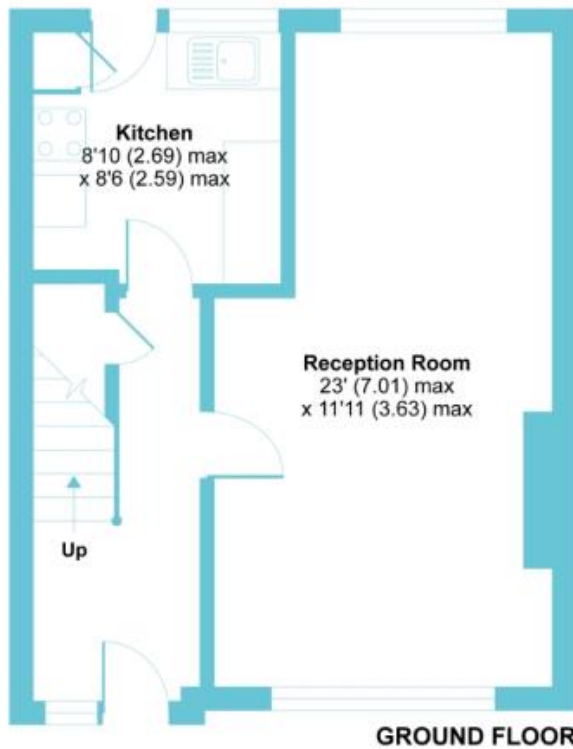 Kitchen
8'10 (2.69) max
x 8'6 (2.59) max
Reception Room
23' (7.01) max
x 11'11 (3.63) max
Up
GROUND FLOOR